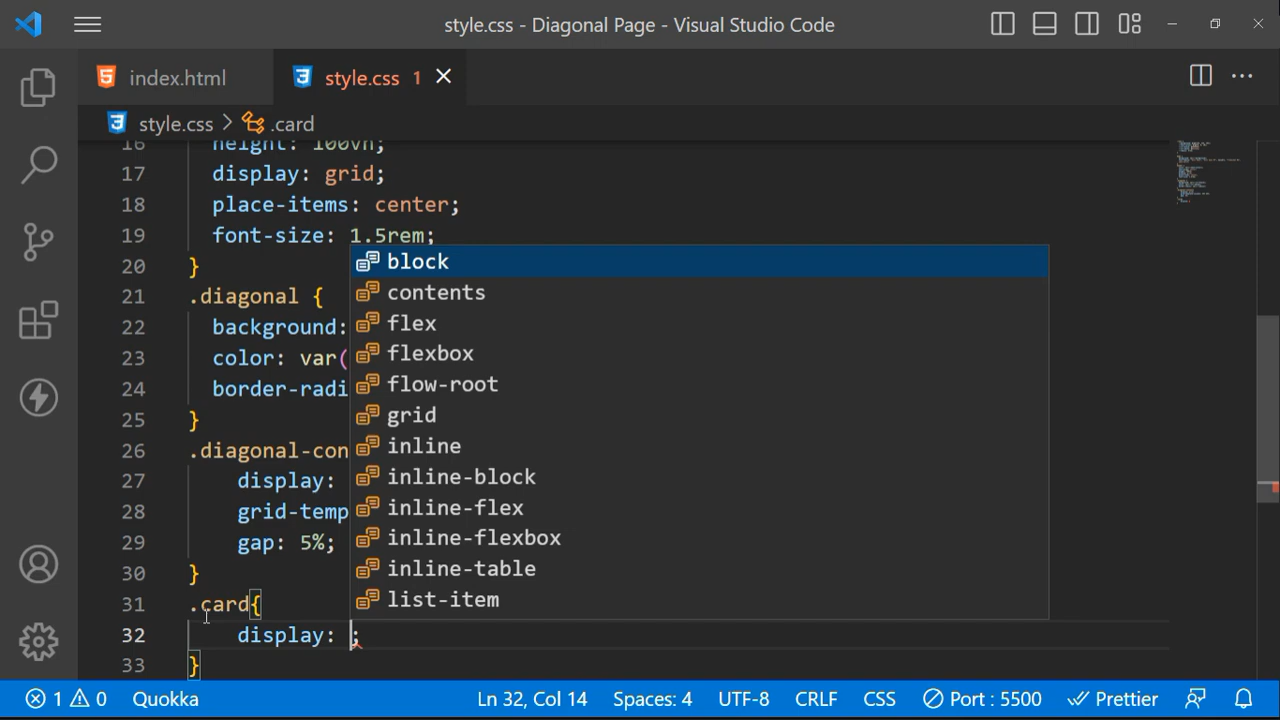 style.css - Diagonal Page - Visual Studio Code
index.html
style.css 1
style.css > .card
16 height: 100vh;
17 display: grid;
18 place-items: center;
19 font-size: 1.5rem;
20 }
21 .diagonal {
22 background:
23 color: var(
24 border-radi
25 }
26 .diagonal-con
27 display:
28 grid-temp
29 gap: 5%;
30 }
31 .card{
32 display: ;
33 }
block
contents
flex
flexbox
flow-root
grid
inline
inline-block
inline-flex
inline-flexbox
inline-table
list-item
1 0 Quokka Ln 32, Col 14 Spaces: 4 UTF-8 CRLF CSS Port : 5500 Prettier